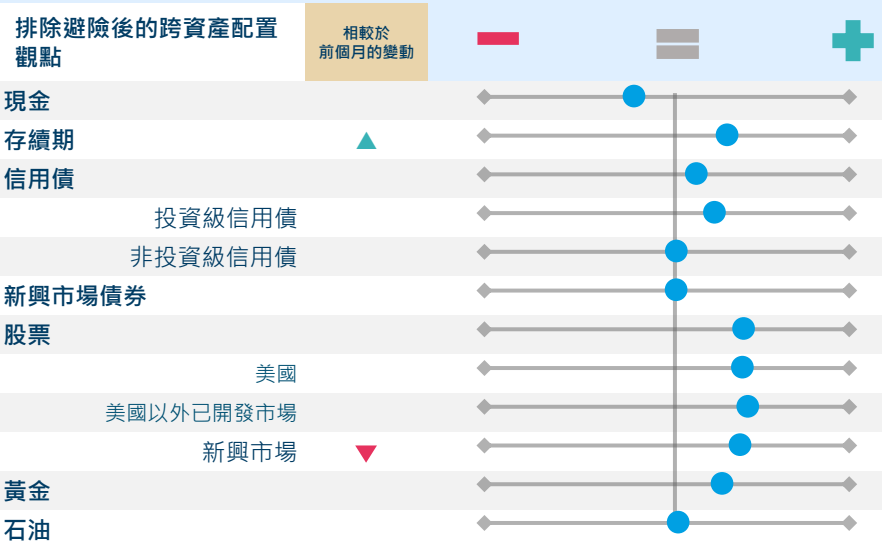 排除避險後的跨資產配置
觀點
相較於
前個月的變動
現金
存續期
信用債
投資級信用債
非投資級信用債
新興市場債券
股票
美國
美國以外已開發市場
新興市場
黃金
石油